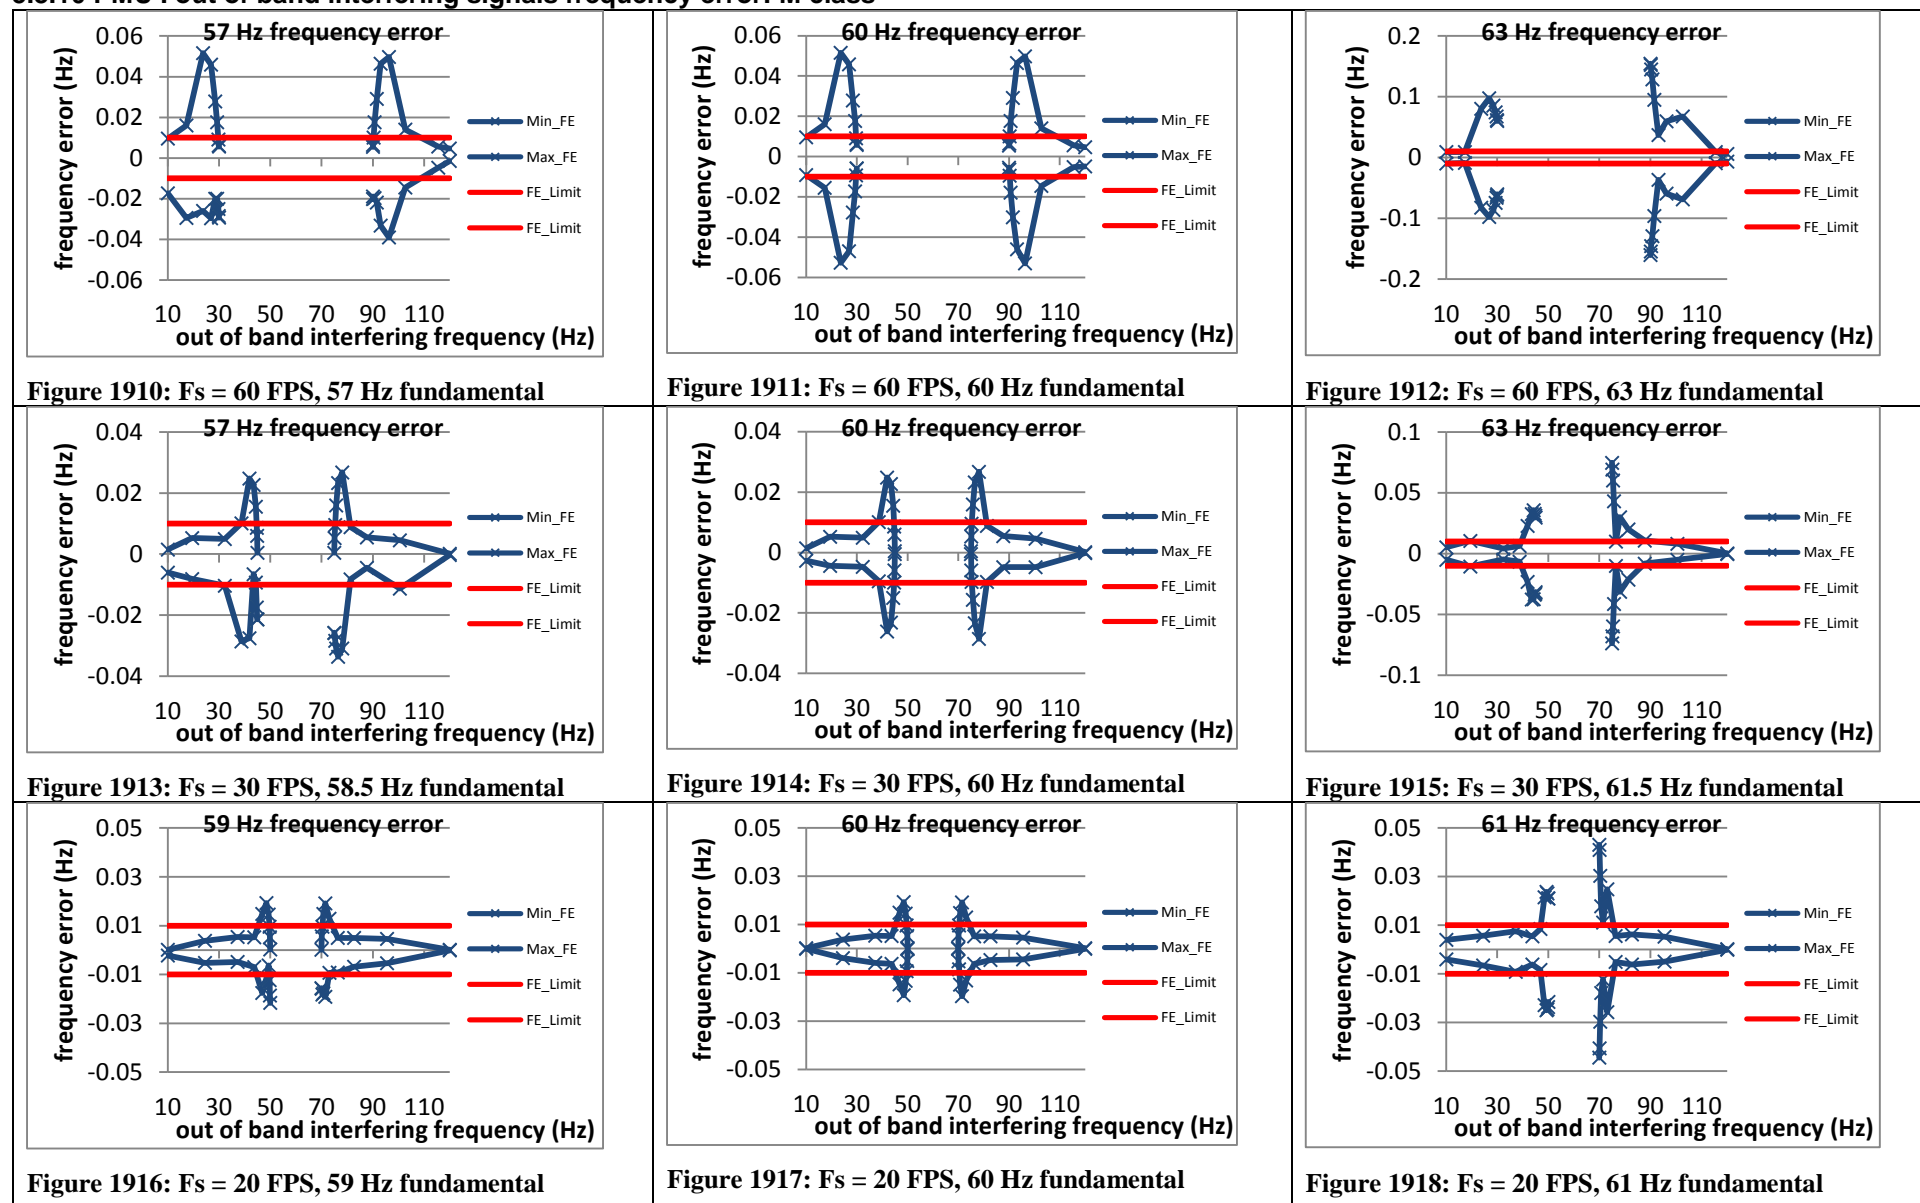 out of band interfering signals frequency error: M class
57 Hz frequency error
frequency error (Hz)
0.06
0.04
0.02
0
-0.02
-0.04
-0.06
10 30 50 70 90 110
out of band interfering frequency (Hz)
Min_FE
Max_FE
FE_Limit
FE_Limit
Figure 1910: Fs = 60 FPS, 57 Hz fundamental
60 Hz frequency error
frequency error (Hz)
0.06
0.04
0.02
0
-0.02
-0.04
-0.06
10 30 50 70 90 110
out of band interfering frequency (Hz)
Min_FE
Max_FE
FE_Limit
FE_Limit
Figure 1911: Fs = 60 FPS, 60 Hz fundamental
63 Hz frequency error
frequency error (Hz)
0.2
0.1
0
-0.1
-0.2
10 30 50 70 90 110
out of band interfering frequency (Hz)
Min_FE
Max_FE
FE_Limit
FE_Limit
Figure 1912: Fs = 60 FPS, 63 Hz fundamental
57 Hz frequency error
frequency error (Hz)
0.04
0.02
0
-0.02
-0.04
10 30 50 70 90 110
out of band interfering frequency (Hz)
Min_FE
Max_FE
FE_Limit
FE_Limit
Figure 1913: Fs = 30 FPS, 58.5 Hz fundamental
60 Hz frequency error
frequency error (Hz)
0.04
0.02
0
-0.02
-0.04
10 30 50 70 90 110
out of band interfering frequency (Hz)
Min_FE
Max_FE
FE_Limit
FE_Limit
Figure 1914: Fs = 30 FPS, 60 Hz fundamental
63 Hz frequency error
frequency error (Hz)
0.1
0.05
0
-0.05
-0.1
10 30 50 70 90 110
out of band interfering frequency (Hz)
Min_FE
Max_FE
FE_Limit
FE_Limit
Figure 1915: Fs = 30 FPS, 61.5 Hz fundamental
59 Hz frequency error
frequency error (Hz)
0.05
0.03
0.01
-0.01
-0.03
-0.05
10 30 50 70 90 110
out of band interfering frequency (Hz)
Min_FE
Max_FE
FE_Limit
FE_Limit
Figure 1916: Fs = 20 FPS, 59 Hz fundamental
60 Hz frequency error
frequency error (Hz)
0.05
0.03
0.01
-0.01
-0.03
-0.05
10 30 50 70 90 110
out of band interfering frequency (Hz)
Min_FE
Max_FE
FE_Limit
FE_Limit
Figure 1917: Fs = 20 FPS, 60 Hz fundamental
61 Hz frequency error
frequency error (Hz)
0.05
0.03
0.01
-0.01
-0.03
-0.05
10 30 50 70 90 110
out of band interfering frequency (Hz)
Min_FE
Max_FE
FE_Limit
FE_Limit
Figure 1918: Fs = 20 FPS, 61 Hz fundamental